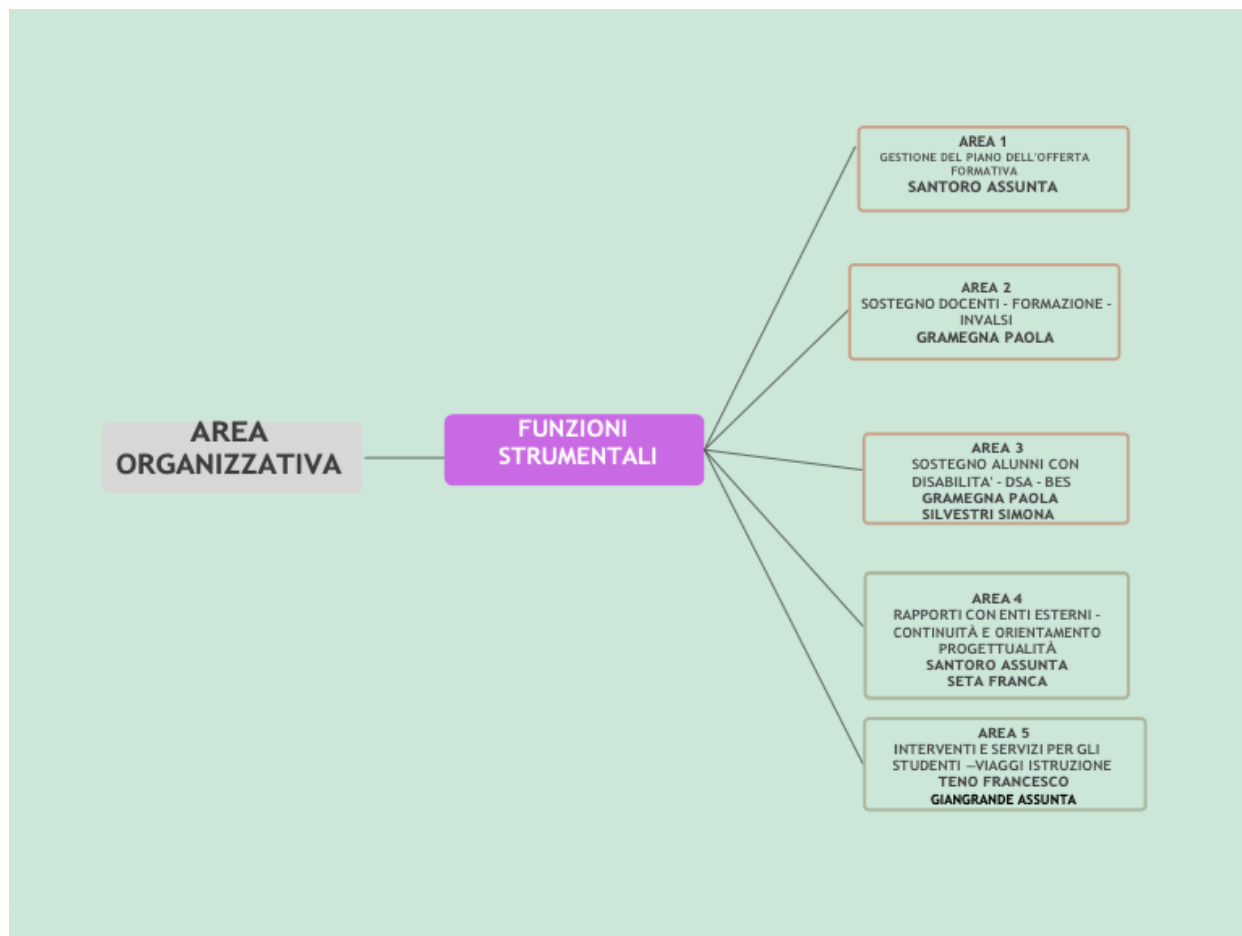 AREA
ORGANIZZATIVA
FUNZIONI
STRUMENTALI
AREA 1
GESTIONE DEL PIANO DELL'OFFERTA
FORMATIVA
SANTORO ASSUNTA
AREA 2
SOSTEGNO DOCENTI - FORMAZIONE -
INVALSI
GRAMEGNA PAOLA
AREA 3
SOSTEGNO ALUNNI CON
DISABILITA' - DSA - BES
GRAMEGNA PAOLA
SILVESTRI SIMONA
AREA 4
RAPPORTI CON ENTI ESTERNI -
CONTINUITÀ E ORIENTAMENTO
PROGETTUALITÀ
SANTORO ASSUNTA
SETA FRANCA
AREA 5
INTERVENTI E SERVIZI PER GLI
STUDENTI –VIAGGI ISTRUZIONE
TENO FRANCESCO
GIANGRANDE ASSUNTA